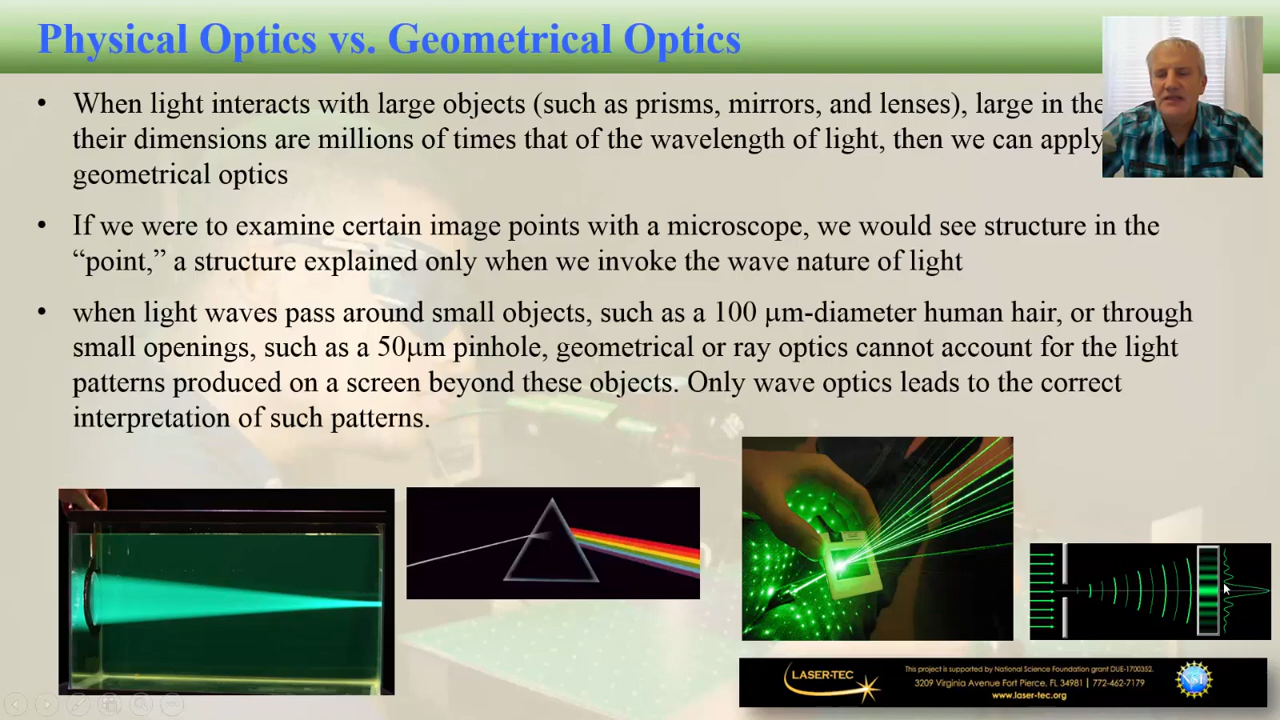 Physical Optics vs. Geometrical Optics
• When light interacts with large objects (such as prisms, mirrors, and lenses), large in the
their dimensions are millions of times that of the wavelength of light, then we can apply
geometrical optics
• If we were to examine certain image points with a microscope, we would see structure in the
“point,” a structure explained only when we invoke the wave nature of light
• when light waves pass around small objects, such as a 100 μm-diameter human hair, or through
small openings, such as a 50μm pinhole, geometrical or ray optics cannot account for the light
patterns produced on a screen beyond these objects. Only wave optics leads to the correct
interpretation of such patterns.
LASER-TEC
This project is supported by National Science Foundation grant DUE-1700352.
3209 Virginia Avenue Fort Pierce, FL 34981 | 772-462-7179
www.laser-tec.org
NSF